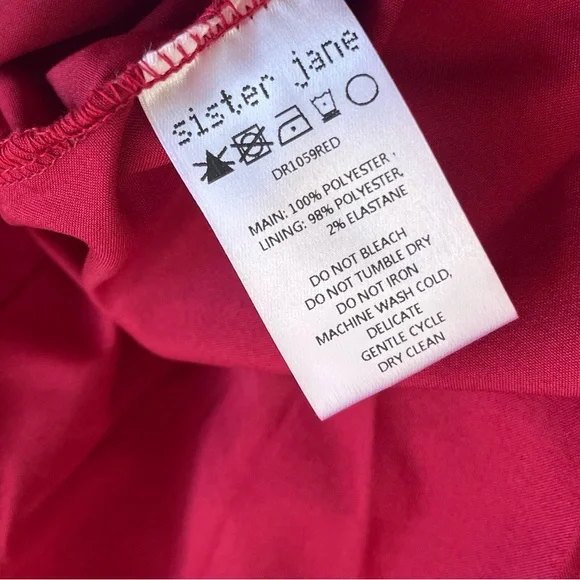 sister jane
DR1059RED
MAIN: 100% POLYESTER ,
LINING: 98% POLYESTER,
2% ELASTANE
DO NOT BLEACH
DO NOT TUMBLE DRY
DO NOT IRON
MACHINE WASH COLD,
DELICATE
GENTLE CYCLE
DRY CLEAN